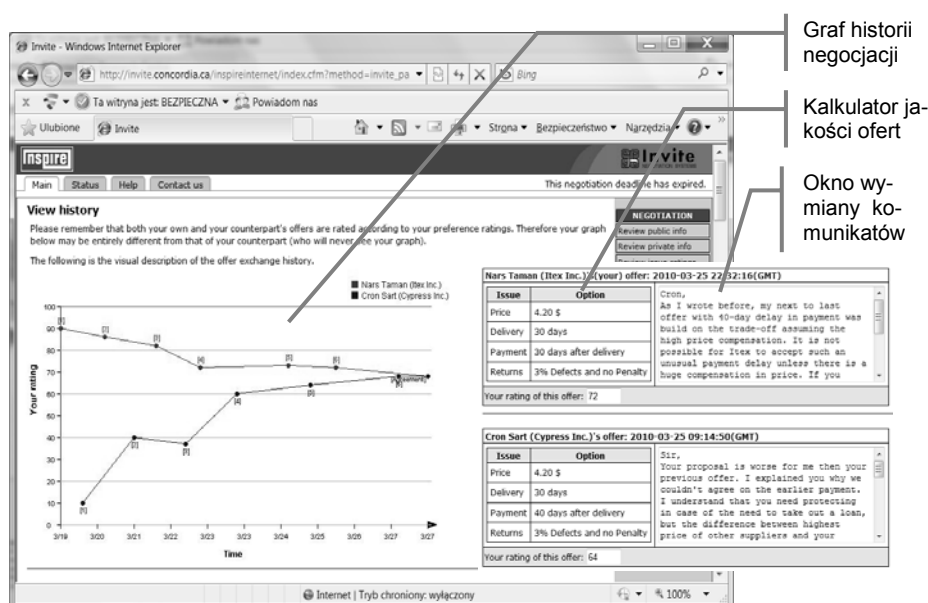 Graf historii
negocjacji
Kalkulator ja-
kości ofert
Okno wy-
miany ko-
munikatów
Invite - Windows Internet Explorer
http://invite.concordia.ca/inspireinternet/index.cfm?method=invite_pa
Bing
x Ta witryna jest: BEZPIECZNA Powiadom nas
Ulubione Invite Strona Bezpieczeństwo Narzędzia »
Inspire Invite
Main Status Help Contact us This negotiation deadline has expired.
View history
Please remember that both your own and your counterpart's offers are rated according to your preference ratings. Therefore your graph
below may be entirely different from that of your counterpart (who will never see your graph).
The following is the visual description of the offer exchange history.
NEGOTIATION
Review public info
Review private info
Nars Taman (Itex Inc.)
Cron Sart (Cypress Inc.)
Your rating
100
90
80
70
60
50
40
30
20
10
0
[1]
[2]
[3]
[4]
[5]
[6]
[1]
[2]
[3]
[4]
[5]
3/19 3/20 3/21 3/22 3/23 3/24 3/25 3/26 3/27 3/27
Time
Nars Taman (Itex Inc.)'s(your) offer: 2010-03-25 22:32:16(GMT)
Issue Option
Price 4.20 $
Delivery 30 days
Payment 30 days after delivery
Returns 3% Defects and no Penalty
Cron,
As I wrote before, my next to last
offer with 40-day delay in payment was
build on the trade-off assuming the
high price compensation. It is not
possible for Itex to accept such an
unusual payment delay unless there is a
huge compensation in price. If you
Your rating of this offer: 72
Cron Sart (Cypress Inc.)'s offer: 2010-03-25 09:14:50(GMT)
Issue Option
Price 4.20 $
Delivery 30 days
Payment 40 days after delivery
Returns 3% Defects and no Penalty
Sir,
Your proposal is worse for me then your
previous offer. I explained you why we
couldn't agree on the earlier payment.
I understand that you need protecting
in case of the need to take out a loan,
but the difference between highest
price of other suppliers and your
Your rating of this offer: 64
Internet | Tryb chroniony: wyłączony 100%